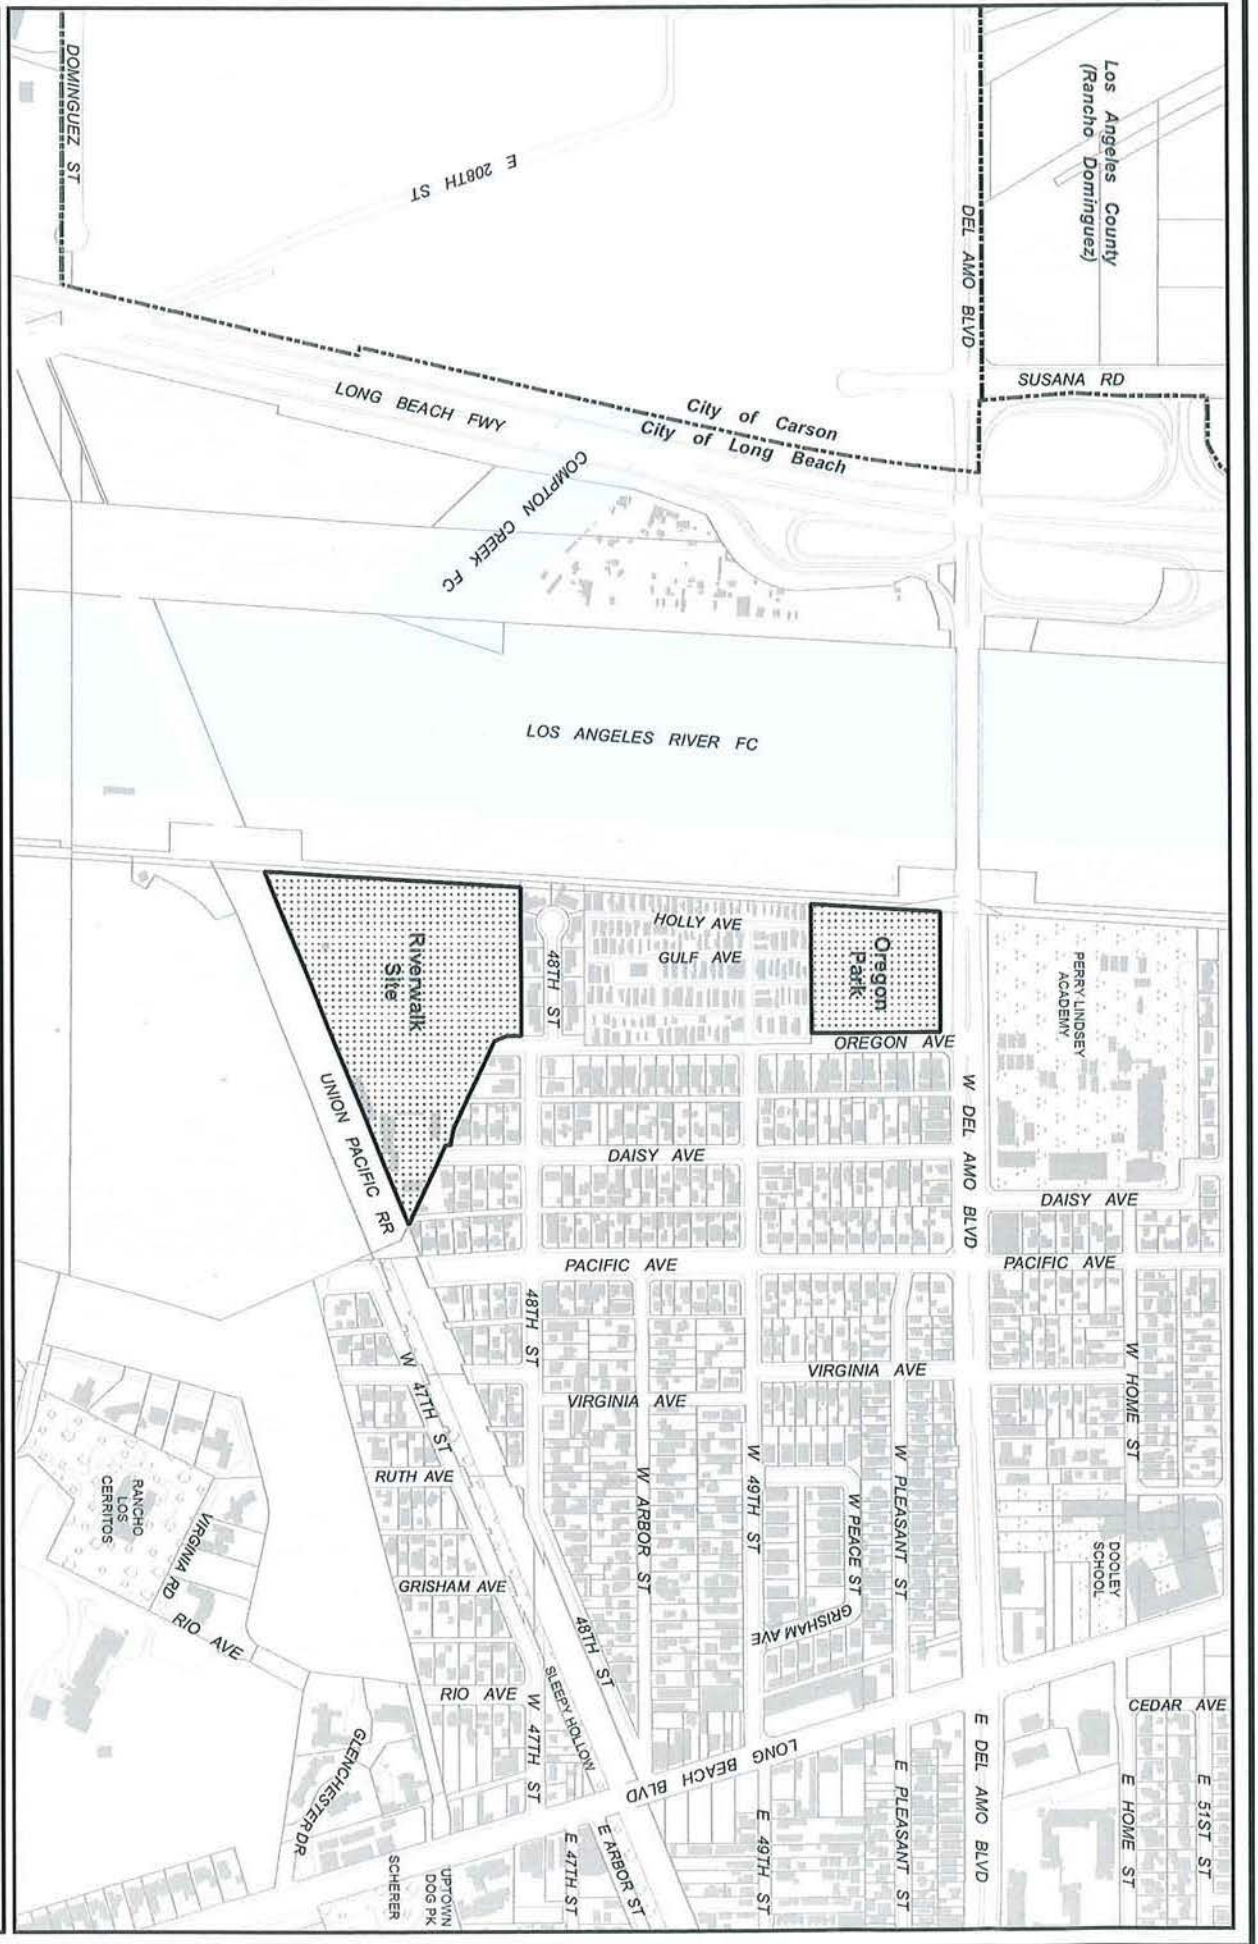 Los Angeles County
(Rancho Dominguez)
DOMINGUEZ ST
E 208TH ST
DEL AMO BLVD
SUSANA RD
City of Carson
City of Long Beach
LONG BEACH FWY
COMPTON CREEK FC
LOS ANGELES RIVER FC
Riverwalk
Site
Oregon
Park
HOLLY AVE
GULF AVE
48TH ST
OREGON AVE
PERRY LINDSEY
ACADEMY
W DEL AMO BLVD
DAISY AVE
DAISY AVE
UNION PACIFIC RR
PACIFIC AVE
PACIFIC AVE
48TH ST
VIRGINIA AVE
VIRGINIA AVE
W HOME ST
W 47TH ST
RUTH AVE
W ARBOR ST
W 49TH ST
W PEACE ST
W PLEASANT ST
DOOLEY
SCHOOL
RANCHO
LOS
CERRITOS
VIRGINIA RD
RIO AVE
GRISHAM AVE
GRISHAM AVE
48TH ST
SLEEPY HOLLOW
RIO AVE
W 47TH ST
CEDAR AVE
LONG BEACH BLVD
GLENCHESTER DR
E DEL AMO BLVD
E PLEASANT ST
E HOME ST
E 51ST ST
E 49TH ST
E ARBOR ST
E 47TH ST
UPTOWN
DOG PK
SCHERER